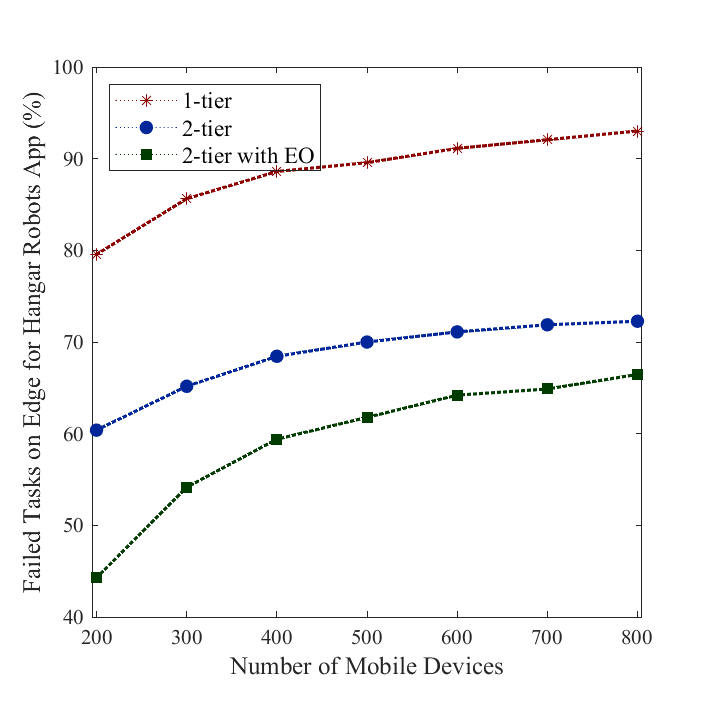 100
90
80
70
60
50
40
Failed Tasks on Edge for Hangar Robots App (%)
1-tier
2-tier
2-tier with EO
200 300 400 500 600 700 800
Number of Mobile Devices